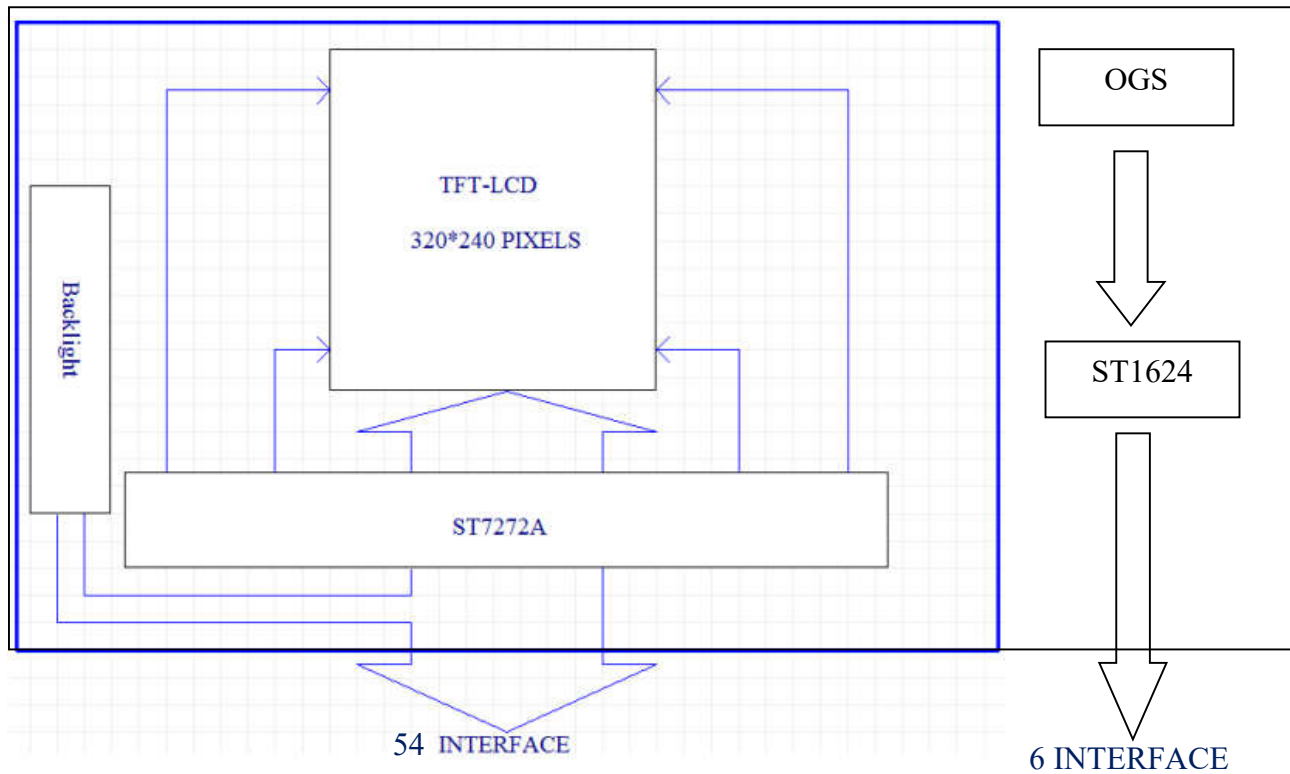 OGS
TFT-LCD
320*240 PIXELS
Backlight
ST1624
ST7272A
54 INTERFACE
6 INTERFACE